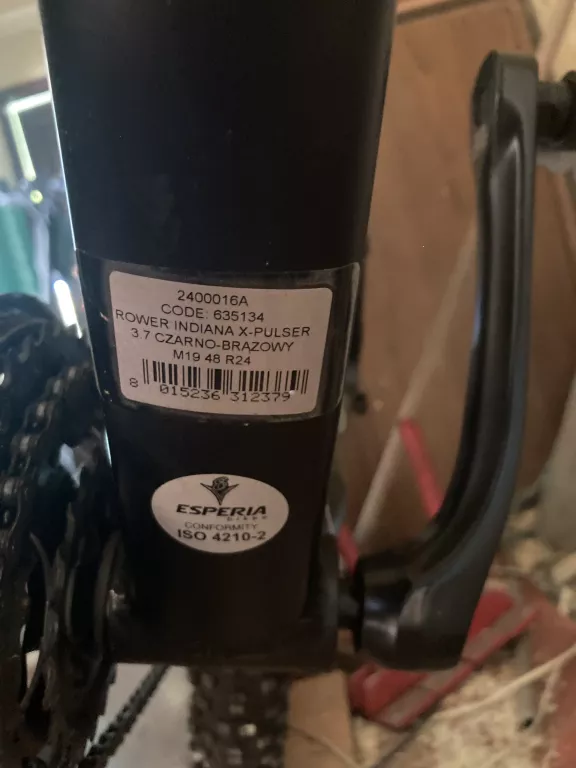 2400016A
CODE: 635134
ROWER INDIANA X-PULSER
3.7 CZARNO-BRĄZOWY
M19 48 R24
8 015236 312379
ESPERIA
bikes
CONFORMITY
ISO 4210-2